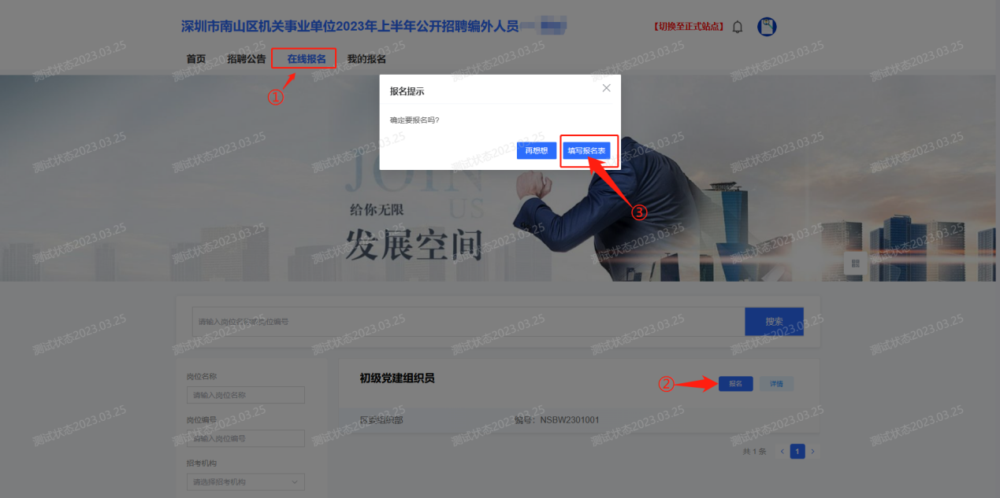 深圳市南山区机关事业单位2023年上半年公开招聘编外人员
【切换至正式站点】
首页 招聘公告 在线报名 我的报名
①
报名提示
确定要报名吗?
再想想 填写报名表
③
JOIN
US
给你无限
发展空间
请输入岗位名称或岗位编号
搜索
岗位名称
请输入岗位名称
岗位编号
请输入岗位编号
招考机构
请选择招考机构
初级党建组织员
②
报名 详情
区委组织部 编号: NSBW2301001
共 1 条 < 1 >
测试状态2023.03.25